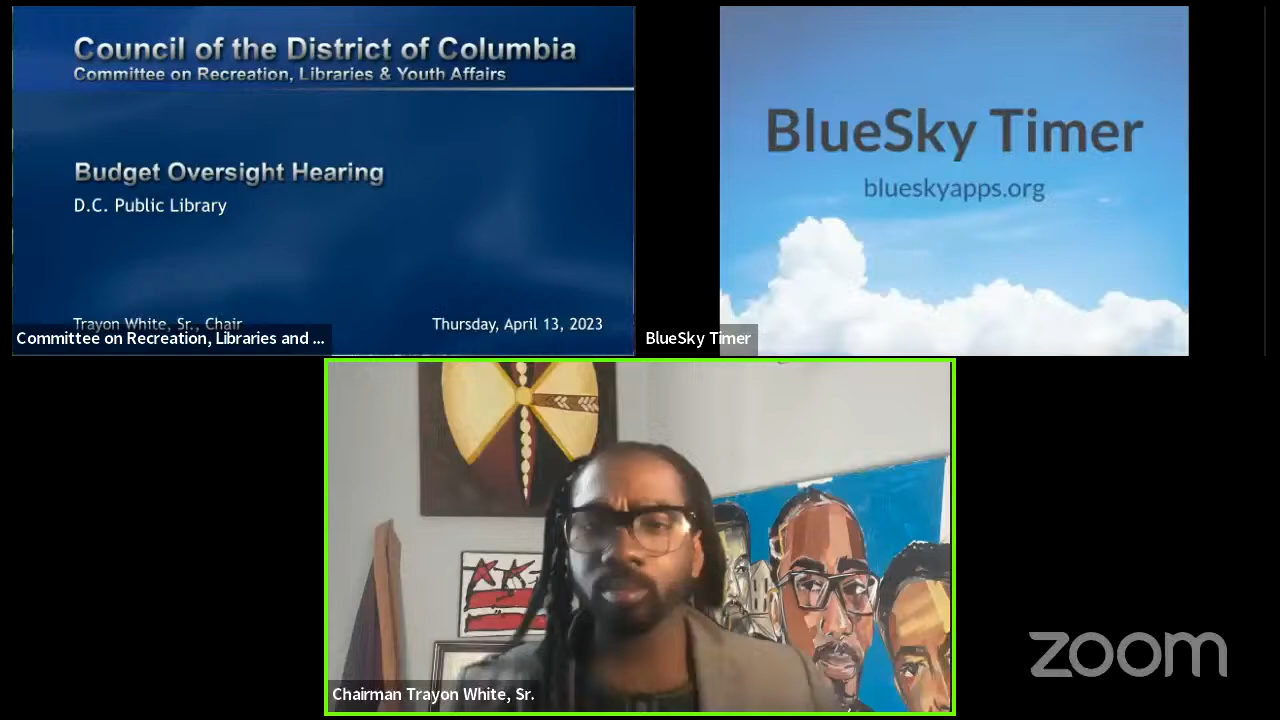 Council of the District of Columbia
Committee on Recreation, Libraries & Youth Affairs
Budget Oversight Hearing
D.C. Public Library
Trayon White, Sr., Chair
Thursday, April 13, 2023
Committee on Recreation, Libraries and ...
BlueSky Timer
blueskyapps.org
BlueSky Timer
Chairman Trayon White, Sr.
zoom